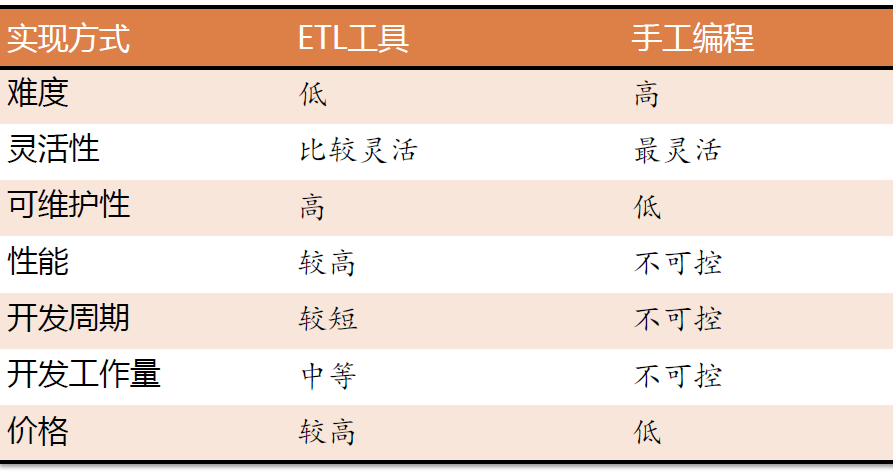 实现方式 ETL工具 手工编程
难度 低 高
灵活性 比较灵活 最灵活
可维护性 高 低
性能 较高 不可控
开发周期 较短 不可控
开发工作量 中等 不可控
价格 较高 低